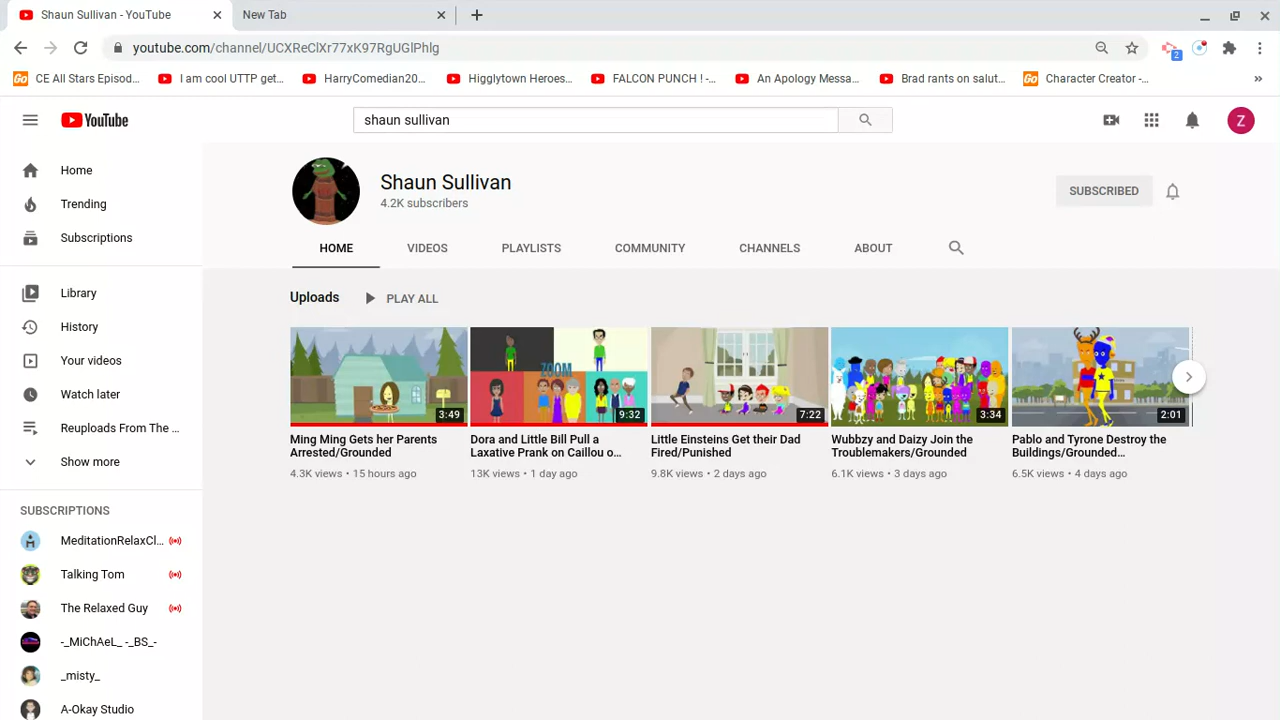 Shaun Sullivan - YouTube
New Tab
youtube.com/channel/UCXReClXr77xK97RgUGlPhlg
CE All Stars Episod...
I am cool UTTP get...
HarryComedian20...
Higglytown Heroes...
FALCON PUNCH ! -...
An Apology Messa...
Brad rants on salut...
Character Creator -...
YouTube
shaun sullivan
2
Z
Home
Trending
Subscriptions
Library
History
Your videos
Watch later
Reuploads From The ...
Show more
SUBSCRIPTIONS
MeditationRelaxCl...
Talking Tom
The Relaxed Guy
-_MiChAeL_ -_BS_-
_misty_
A-Okay Studio
Shaun Sullivan
4.2K subscribers
SUBSCRIBED
HOME
VIDEOS
PLAYLISTS
COMMUNITY
CHANNELS
ABOUT
Uploads
PLAY ALL
3:49
Ming Ming Gets her Parents
Arrested/Grounded
4.3K views • 15 hours ago
ZOOM
9:32
Dora and Little Bill Pull a
Laxative Prank on Caillou o...
13K views • 1 day ago
7:22
Little Einsteins Get their Dad
Fired/Punished
9.8K views • 2 days ago
3:34
Wubbzy and Daizy Join the
Troublemakers/Grounded
6.1K views • 3 days ago
2:01
Pablo and Tyrone Destroy the
Buildings/Grounded...
6.5K views • 4 days ago